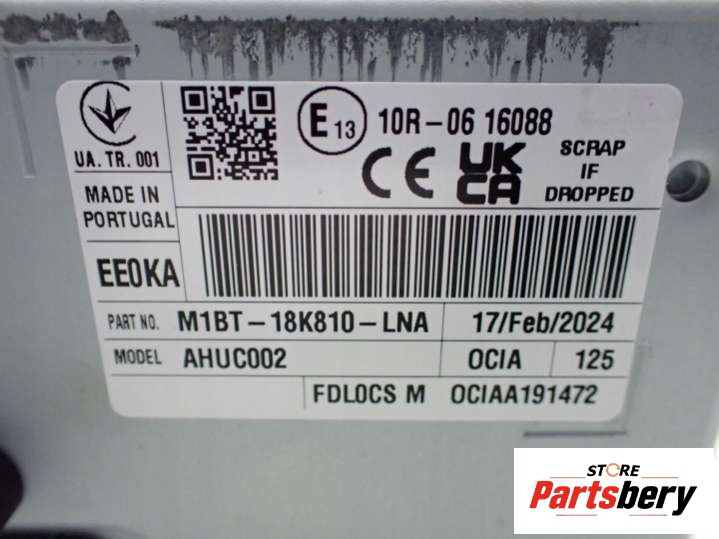 UA. TR. 001
E13
10R-06 16088
CE
UK
CA
SCRAP
IF
DROPPED
MADE IN
PORTUGAL
EE0KA
PART NO. M1BT-18K810-LNA 17/Feb/2024
MODEL AHUC002 OCIA 125
FDL0CS M OCIAA191472
STORE
Partsbery